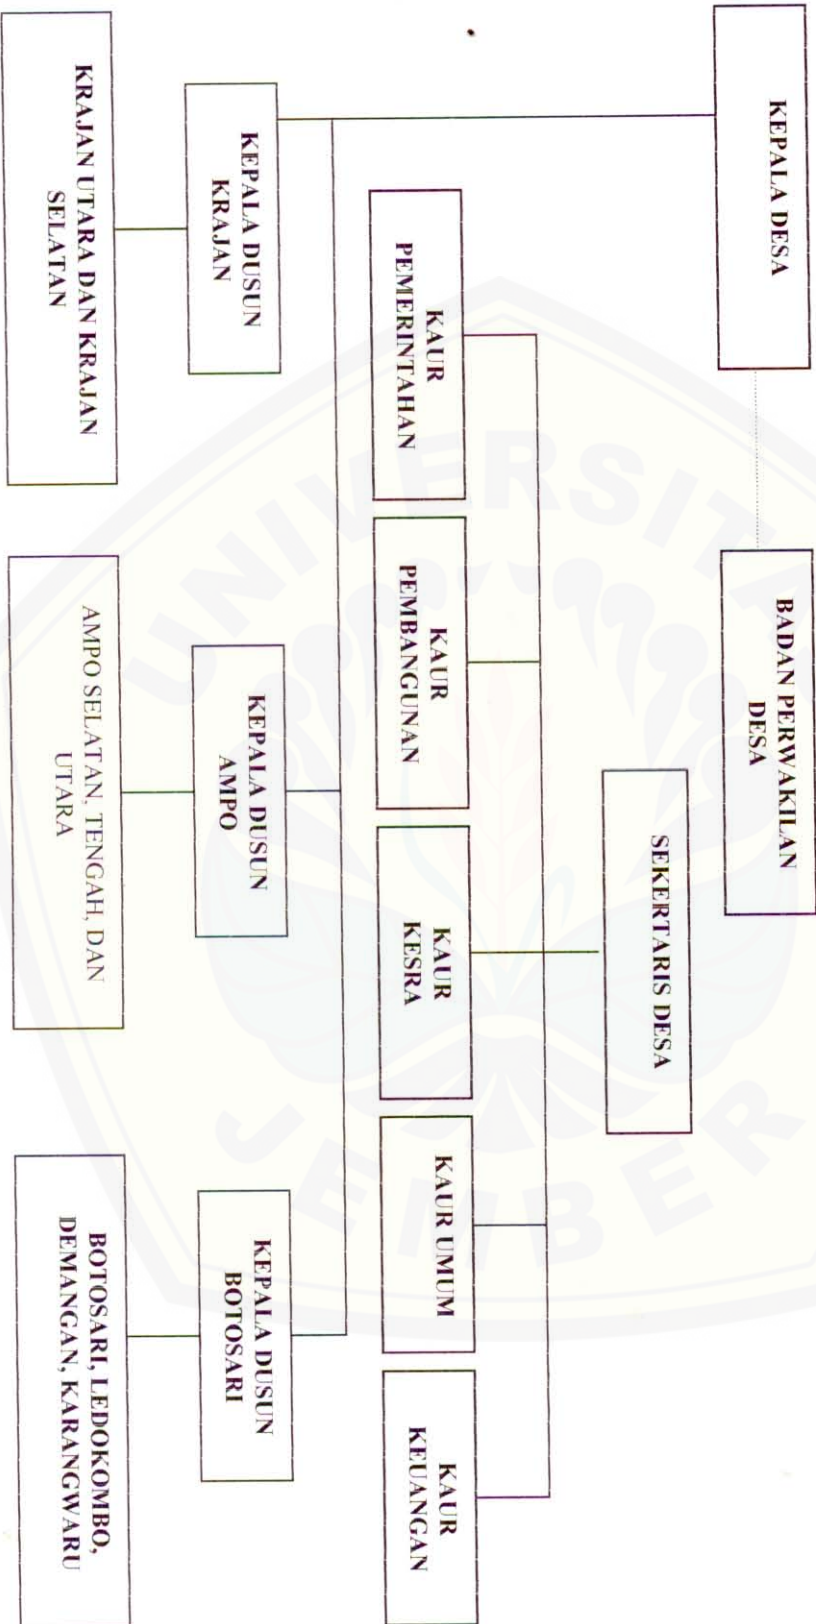 KEPALA DESA
BADAN PERWAKILAN
DESA
SEKERTARIS DESA
KAUR
PEMERINTAHAN
KAUR
PEMBANGUNAN
KAUR
KESRA
KAUR UMUM
KAUR
KEUANGAN
KEPALA DUSUN
KRAJAN
KEPALA DUSUN
AMPO
KEPALA DUSUN
BOTOSARI
KRAJAN UTARA DAN KRAJAN
SELATAN
AMPO SELATAN, TENGAH, DAN
UTARA
BOTOSARI, LEDOKOMBO,
DEMANGAN, KARANGWARU
UNIVERSITA
JEMBER